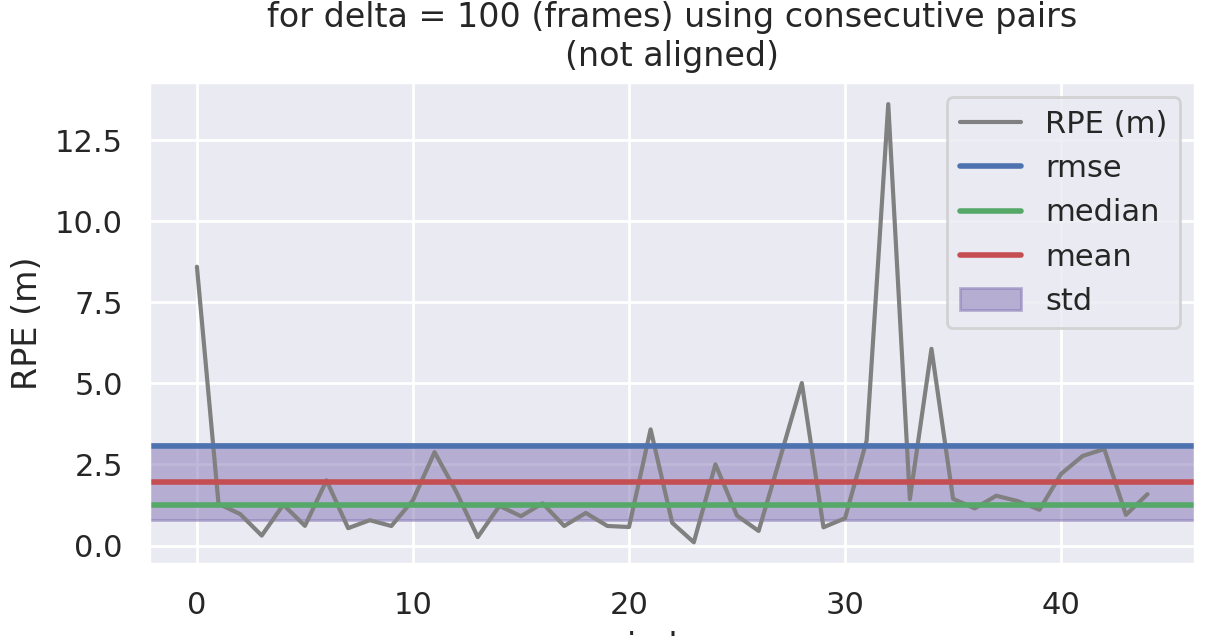 for delta = 100 (frames) using consecutive pairs
(not aligned)
RPE (m)
12.5
10.0
7.5
5.0
2.5
0.0
0
10
20
30
40
RPE (m)
rmse
median
mean
std